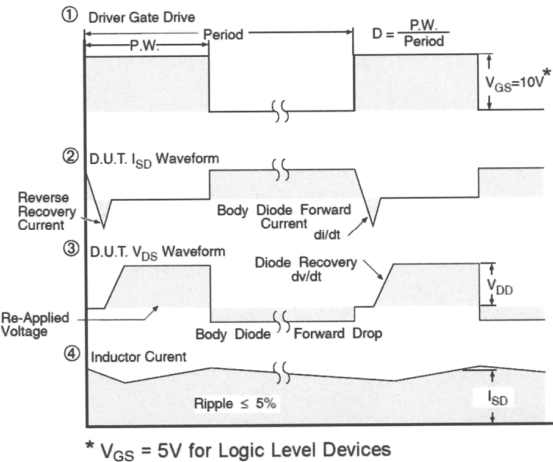 ① Driver Gate Drive
Period
P.W.
D = P.W. / Period
VGS=10V*
② D.U.T. ISD Waveform
Reverse
Recovery
Current
Body Diode Forward
Current
di/dt
③ D.U.T. VDS Waveform
Diode Recovery
dv/dt
VDD
Re-Applied
Voltage
Body Diode Forward Drop
④ Inductor Curent
Ripple ≤ 5%
ISD
* VGS = 5V for Logic Level Devices